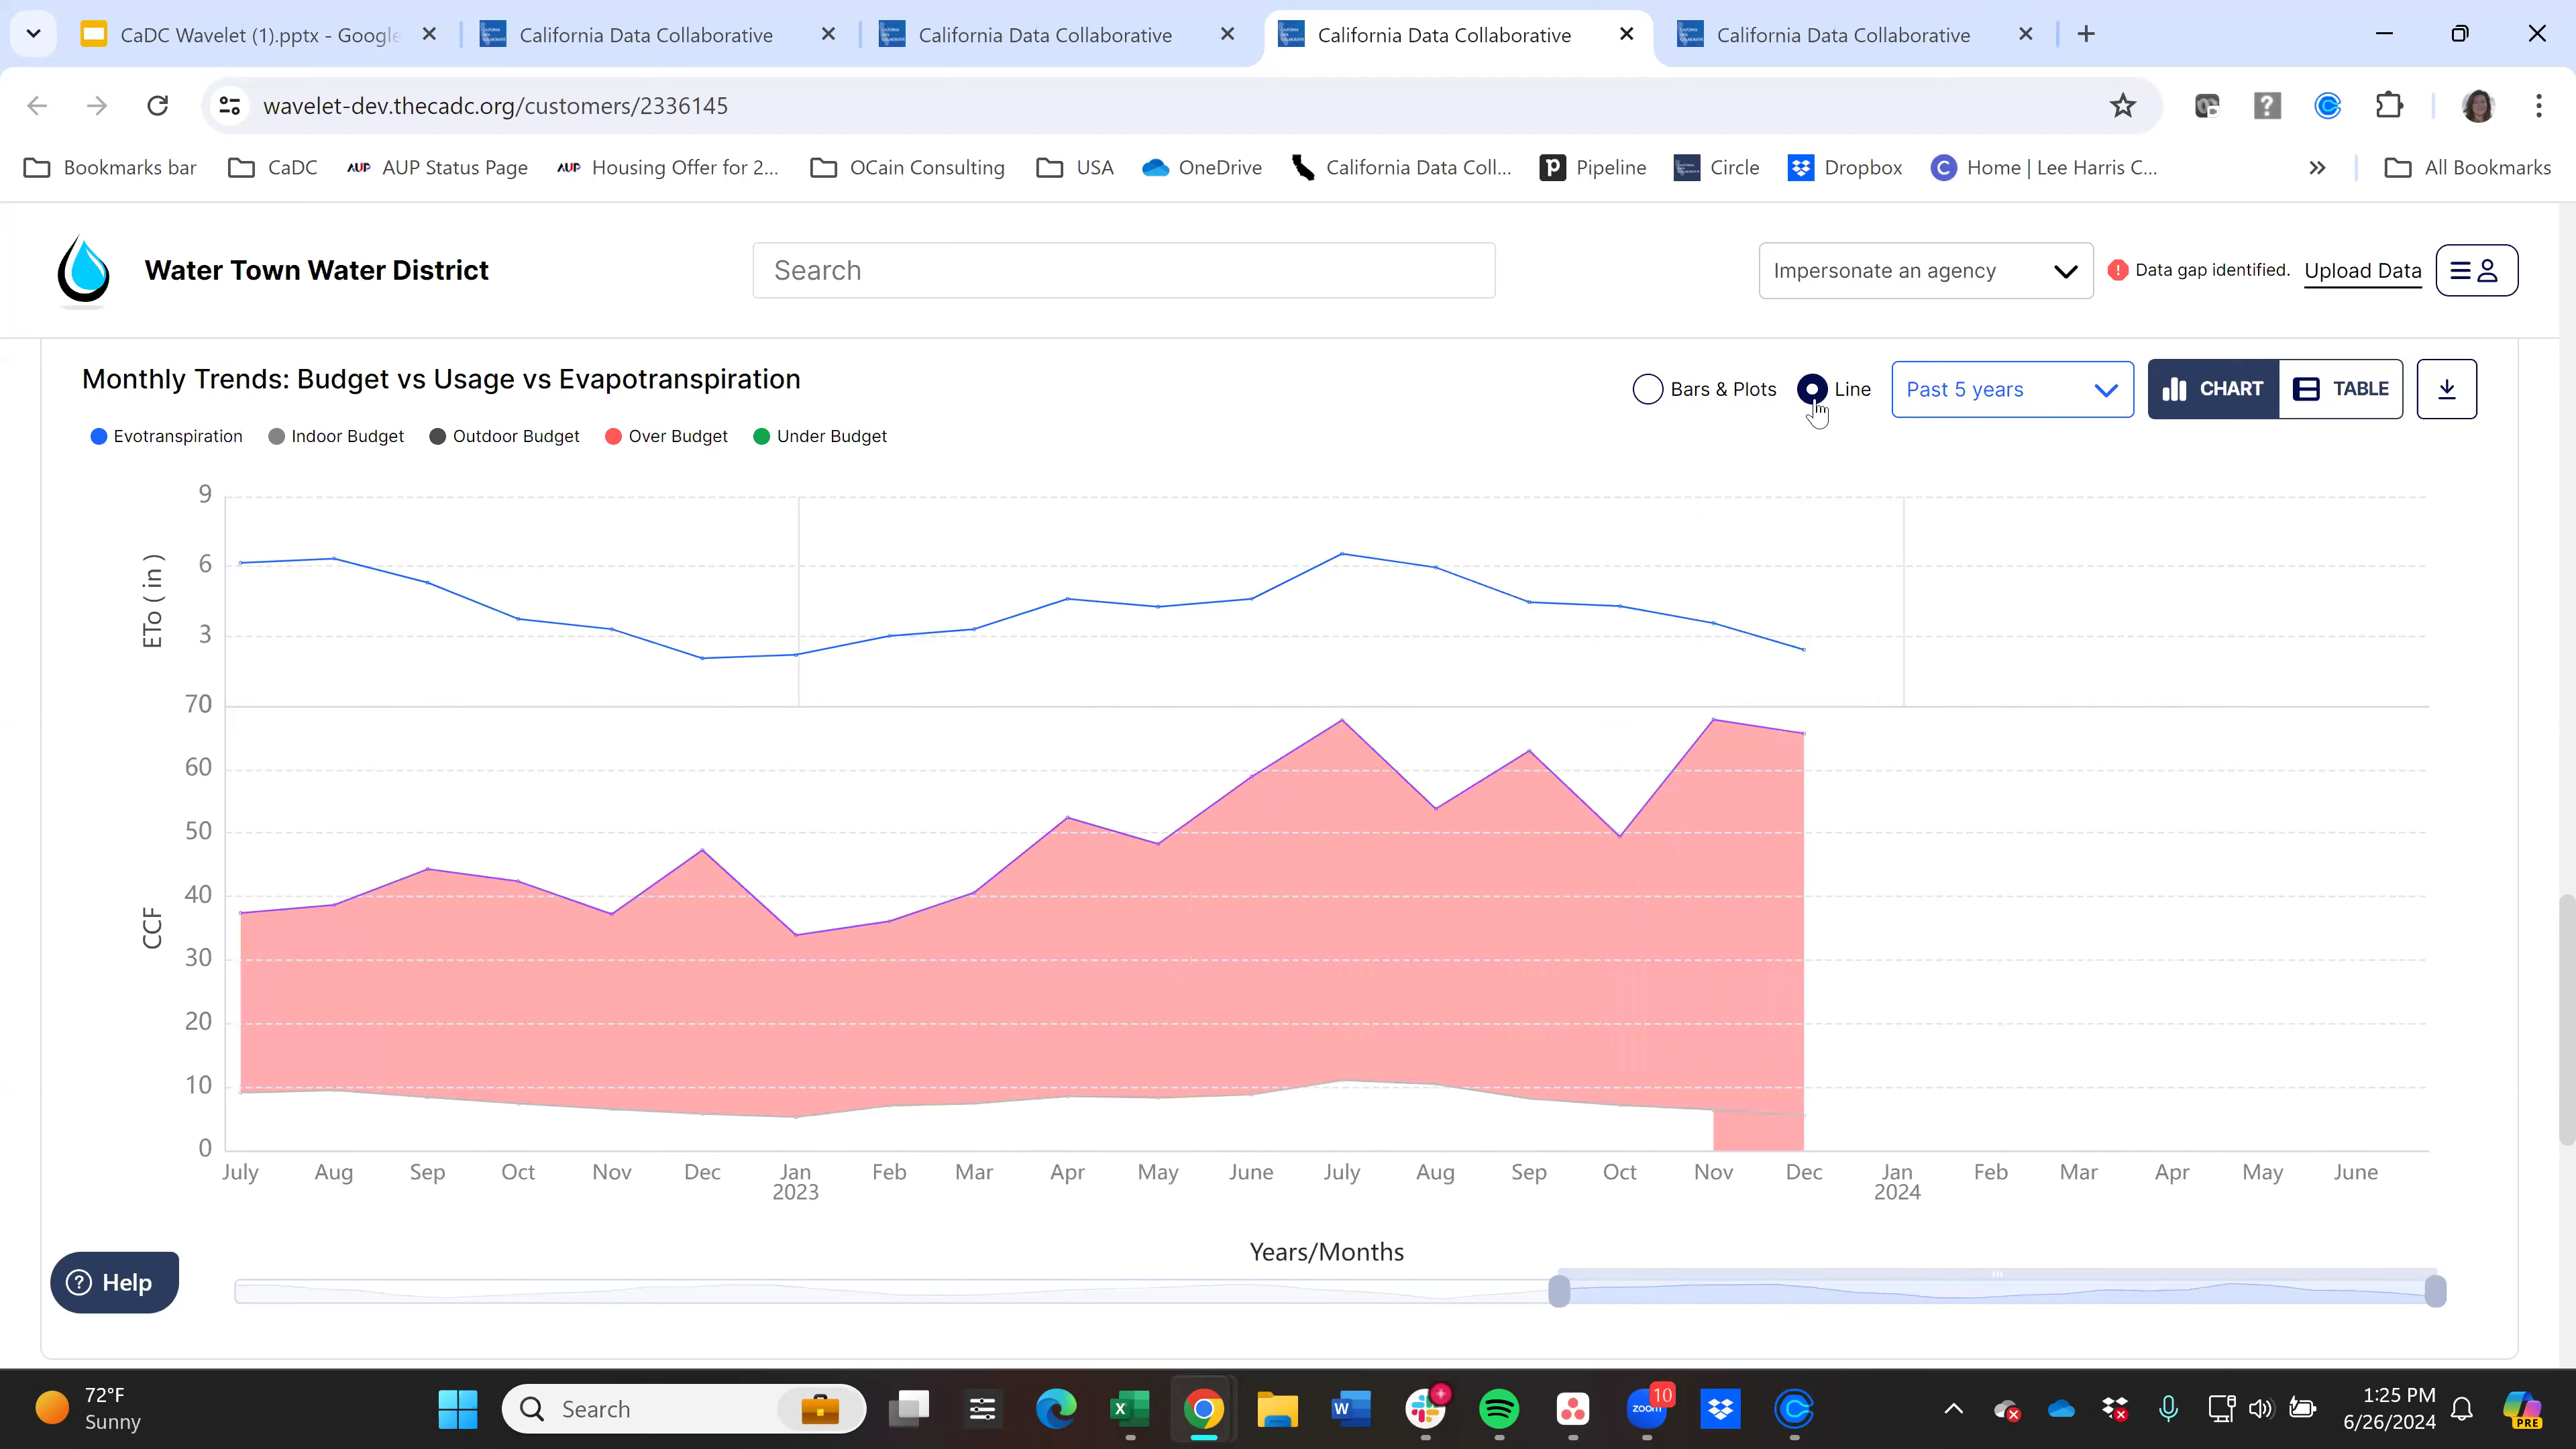 CaDC Wavelet (1).pptx - Google
California Data Collaborative
California Data Collaborative
California Data Collaborative
California Data Collaborative
wavelet-dev.thecadc.org/customers/2336145
Bookmarks bar
CaDC
AUP AUP Status Page
AUP Housing Offer for 2...
OCain Consulting
USA
OneDrive
California Data Coll...
Pipeline
Circle
Dropbox
C Home | Lee Harris C...
All Bookmarks
Water Town Water District
Search
Impersonate an agency
Data gap identified.
Upload Data
Monthly Trends: Budget vs Usage vs Evapotranspiration
Bars & Plots
Line
Past 5 years
CHART
TABLE
Evotranspiration
Indoor Budget
Outdoor Budget
Over Budget
Under Budget
ETo ( in )
9
6
3
CCF
70
60
50
40
30
20
10
0
July Aug Sep Oct Nov Dec Jan Feb Mar Apr May June July Aug Sep Oct Nov Dec Jan Feb Mar Apr May June
2023 2024
Years/Months
? Help
72°F
Sunny
Search
zoom
10
PRE
1:25 PM
6/26/2024